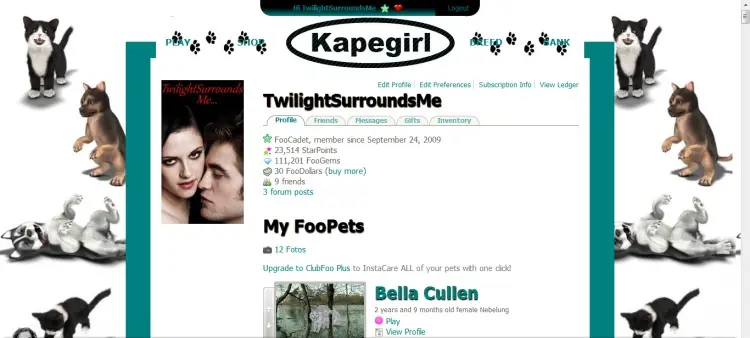 Hi TwilightSurroundsMe
Logout
PLAY
SHOP
Kapegirl
BREED
BANK
TwilightSurrounds
Me...
Edit Profile
Edit Preferences
Subscription Info
View Ledger
TwilightSurroundsMe
Profile
Friends
Messages
Gifts
Inventory
FooCadet, member since September 24, 2009
23,514 StarPoints
111,201 FooGems
30 FooDollars (buy more)
9 friends
3 forum posts
My FooPets
12 Fotos
Upgrade to ClubFoo Plus to InstaCare ALL of your pets with one click!
Bella Cullen
2 years and 9 months old female Nebelung
Play
View Profile